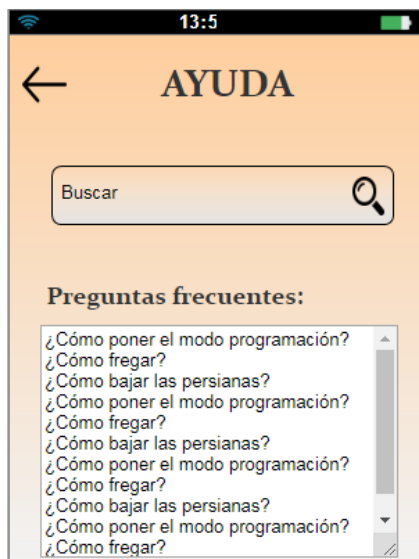 13:5
AYUDA
Buscar
Preguntas frecuentes:
¿Cómo poner el modo programación?
¿Cómo fregar?
¿Cómo bajar las persianas?
¿Cómo poner el modo programación?
¿Cómo fregar?
¿Cómo bajar las persianas?
¿Cómo poner el modo programación?
¿Cómo fregar?
¿Cómo bajar las persianas?
¿Cómo poner el modo programación?
¿Cómo fregar?